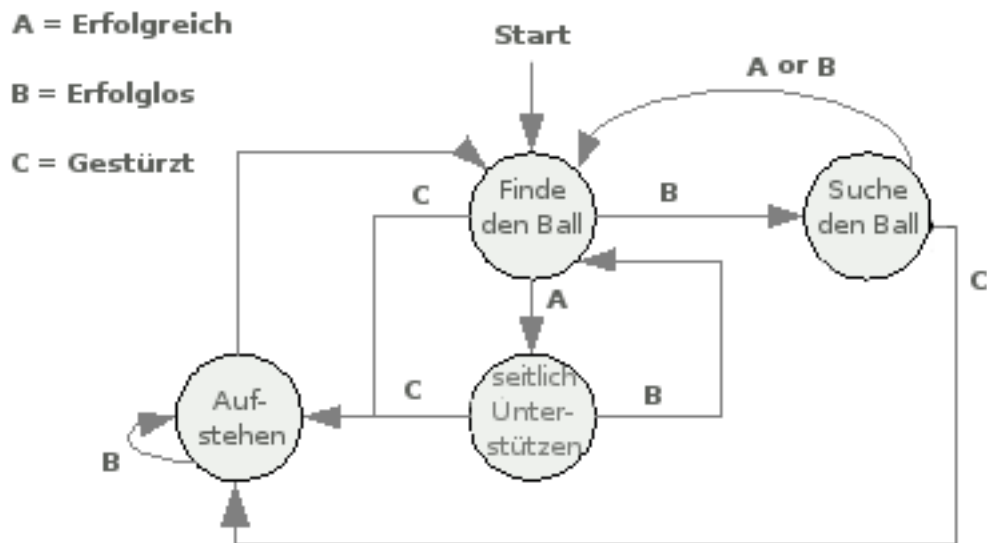 A = Erfolgreich
B = Erfolglos
C = Gestürzt
Start
A or B
Finde
den Ball
Suche
den Ball
C
B
C
A
seitlich
Unter-
stützen
C
B
Auf-
stehen
B